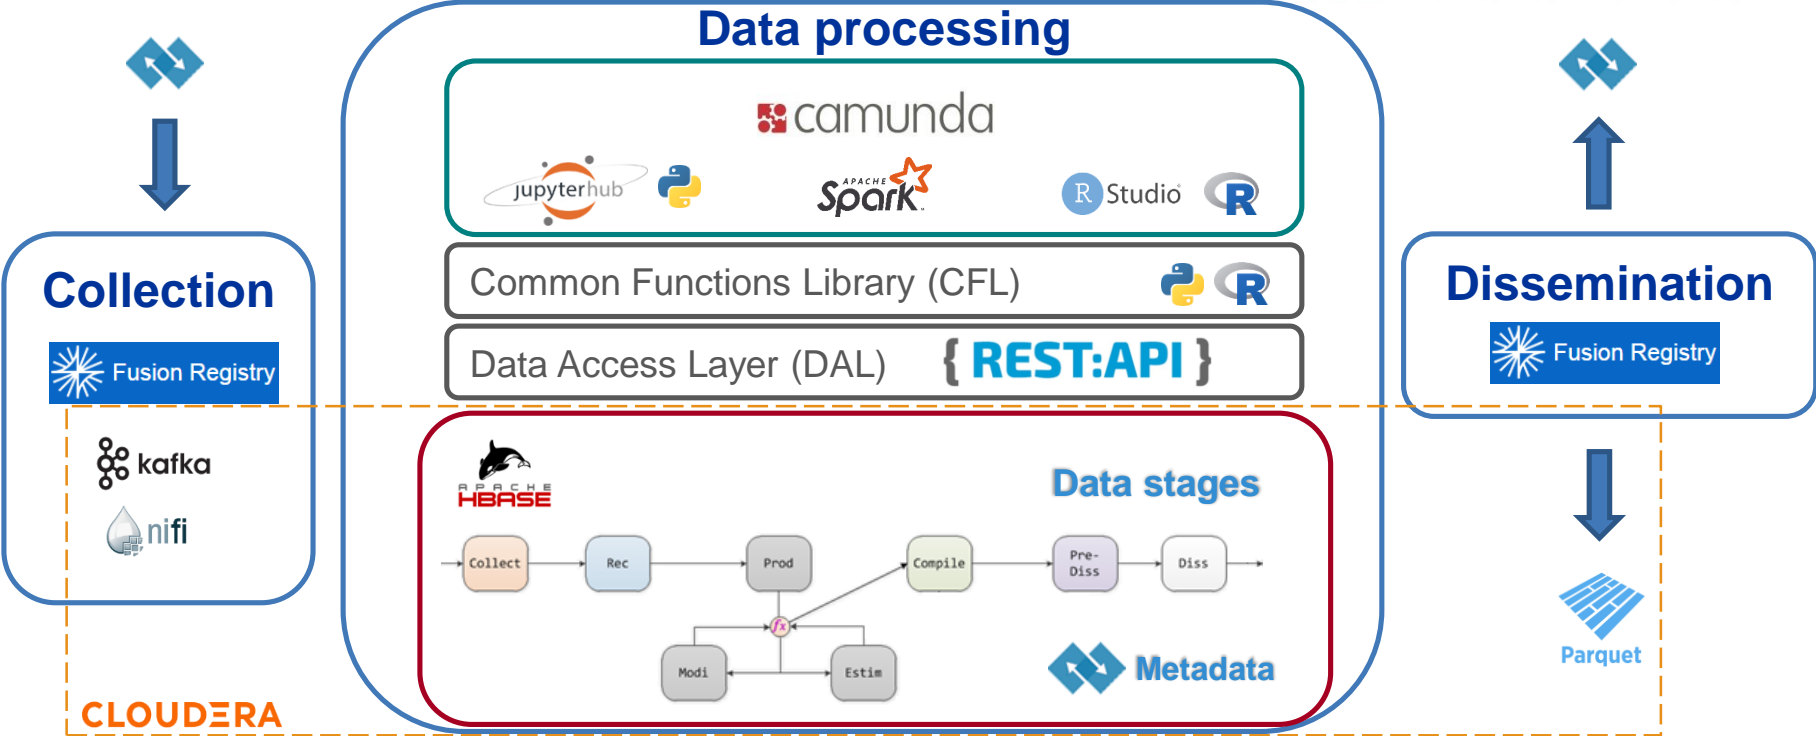 Data processing
camunda
jupyterhub
APACHE
Spark
R Studio
R
Collection
Fusion Registry
kafka
nifi
Common Functions Library (CFL)
R
Data Access Layer (DAL)
{ REST:API }
Dissemination
Fusion Registry
APACHE
HBASE
Data stages
Collect
Rec
Prod
Compile
Pre-
Diss
Diss
fx
Modi
Estim
Metadata
Parquet
CLOUDERA